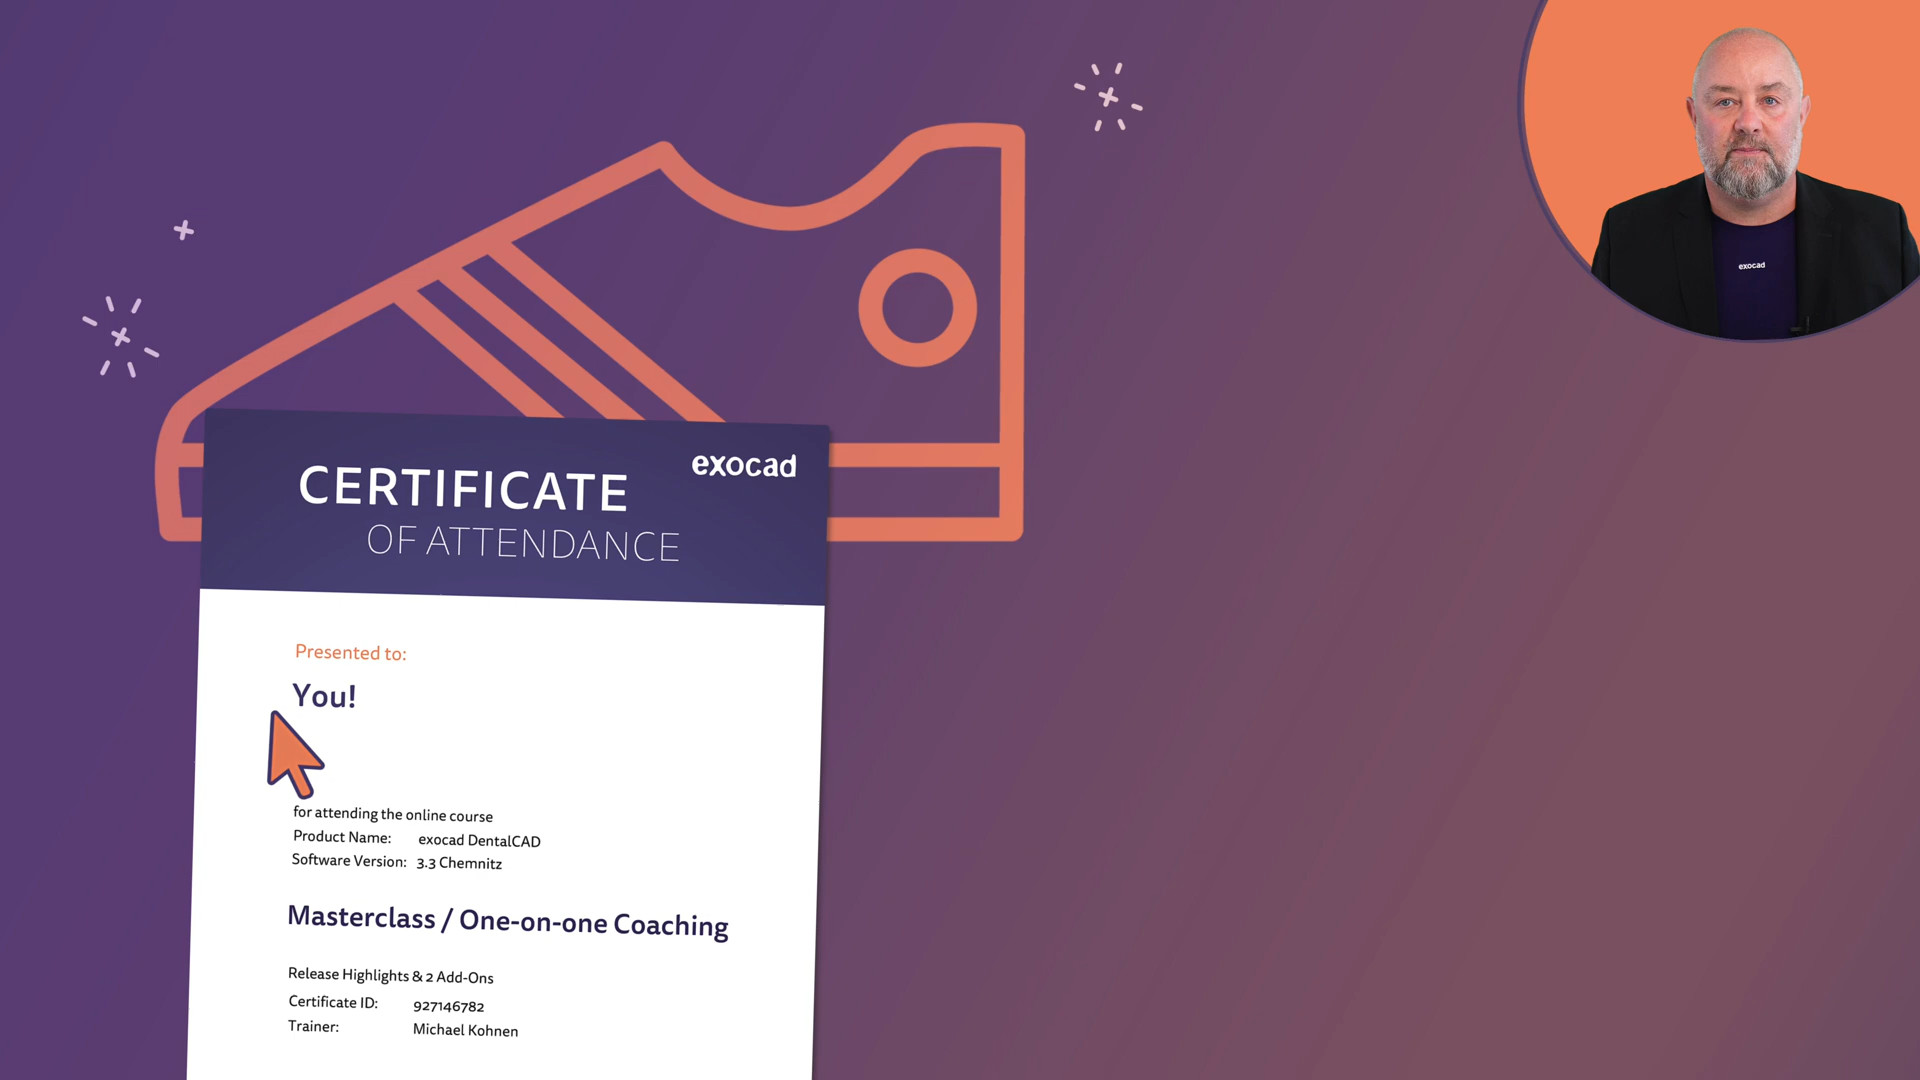 exocad
exocad
CERTIFICATE
OF ATTENDANCE
Presented to:
You!
for attending the online course
Product Name: exocad DentalCAD
Software Version: 3.3 Chemnitz
Masterclass / One-on-one Coaching
Release Highlights & 2 Add-Ons
Certificate ID: 927146782
Trainer: Michael Kohnen